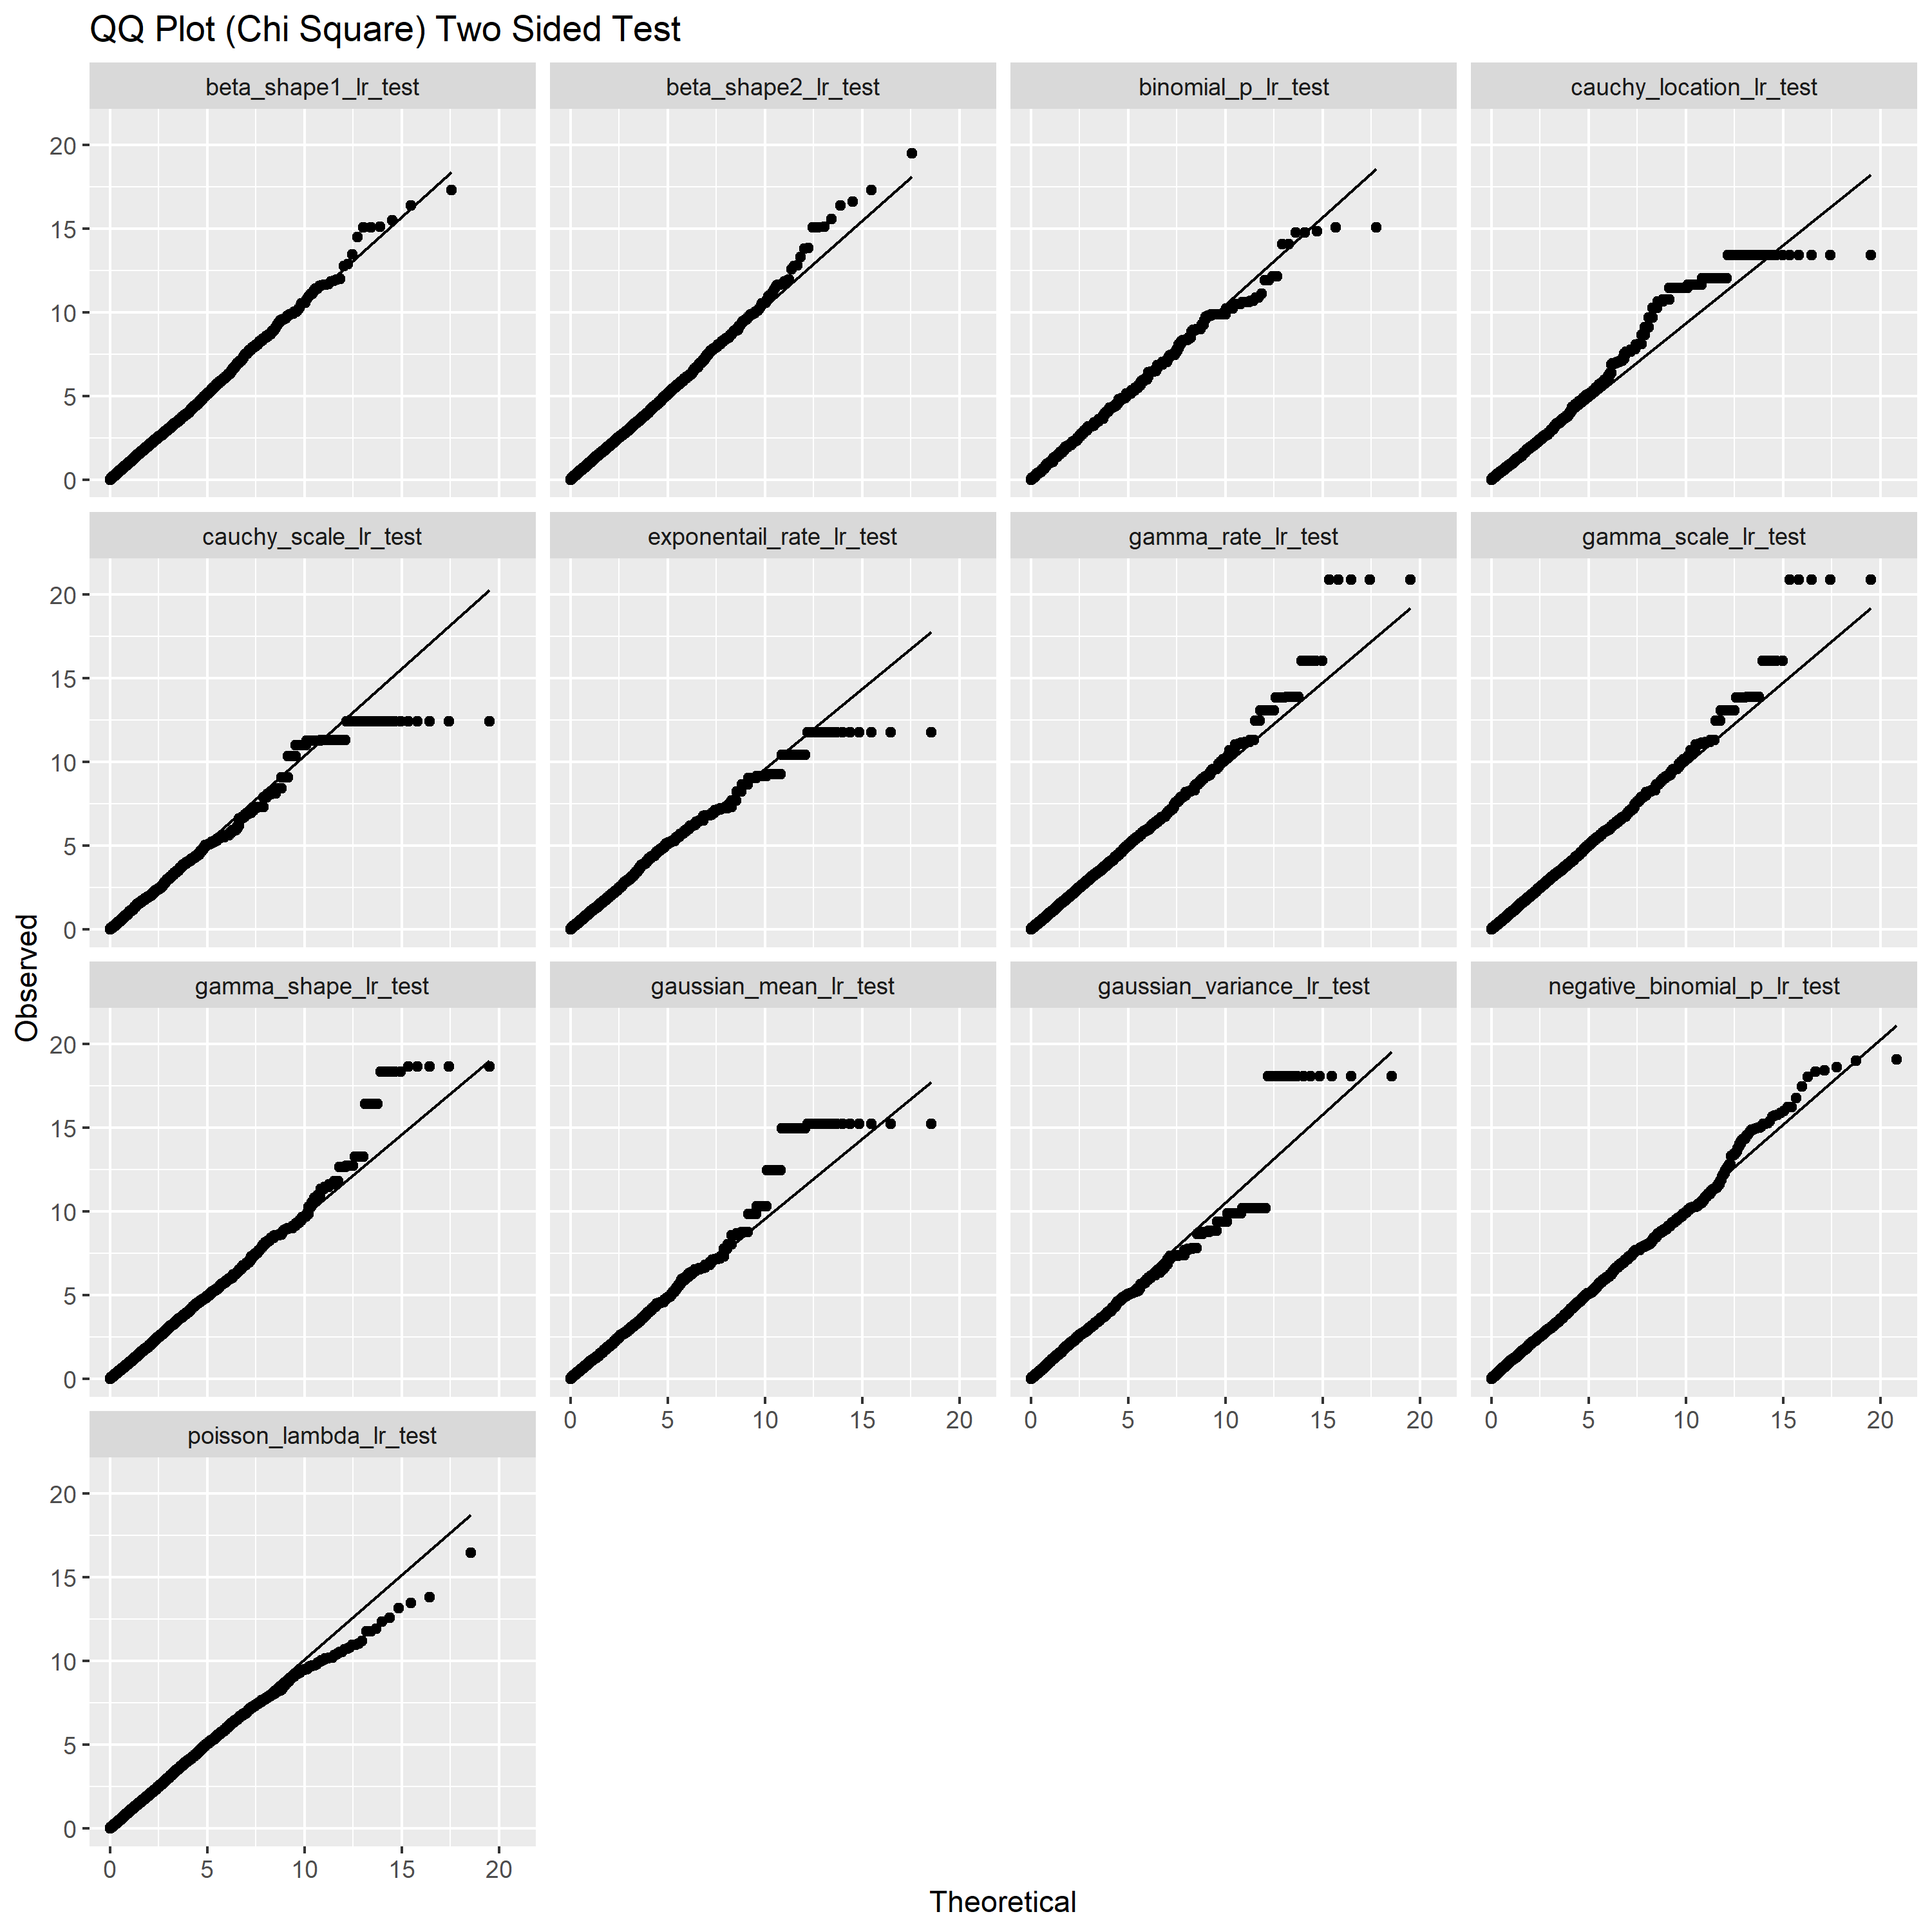 QQ Plot (Chi Square) Two Sided Test
beta_shape1_lr_test
beta_shape2_lr_test
binomial_p_lr_test
cauchy_location_lr_test
20
15
10
5
0
cauchy_scale_lr_test
exponentail_rate_lr_test
gamma_rate_lr_test
gamma_scale_lr_test
20
15
10
5
0
Observed
gamma_shape_lr_test
gaussian_mean_lr_test
gaussian_variance_lr_test
negative_binomial_p_lr_test
20
15
10
5
0
0 5 10 15 20
0 5 10 15 20
0 5 10 15 20
poisson_lambda_lr_test
20
15
10
5
0
0 5 10 15 20
Theoretical